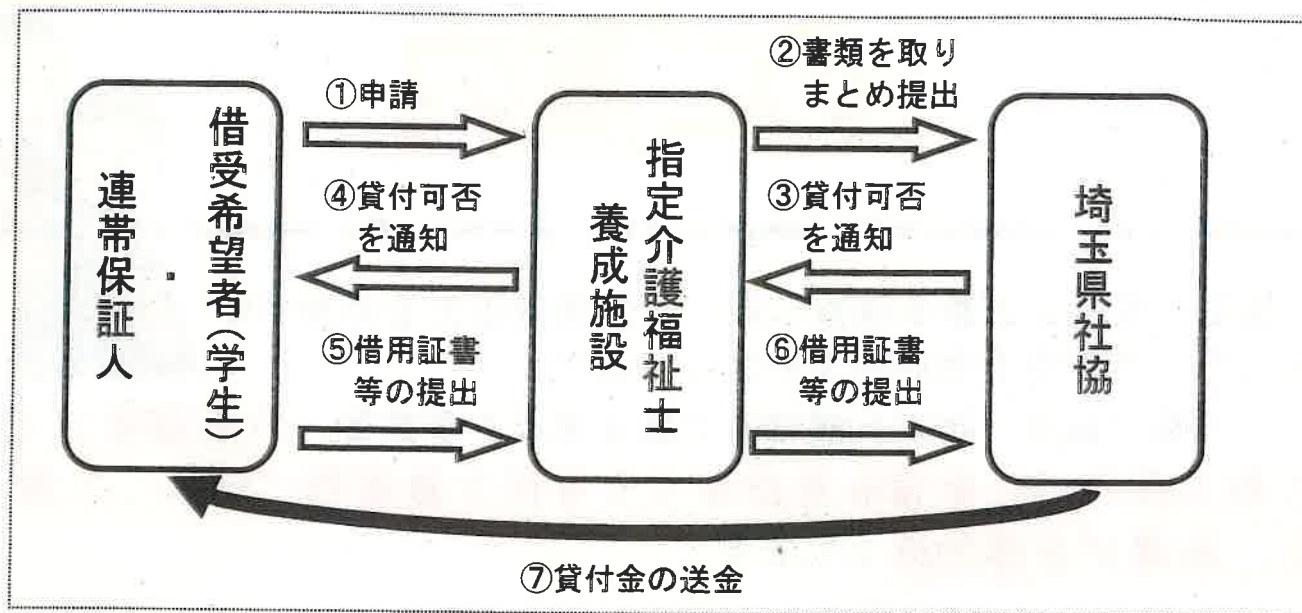 借受希望者(学生)
・
連帯保証人
①申請
④貸付可否
を通知
⑤借用証書
等の提出
指定介護福祉士
養成施設
②書類を取り
まとめ提出
③貸付可否
を通知
⑥借用証書
等の提出
埼玉県社協
⑦貸付金の送金